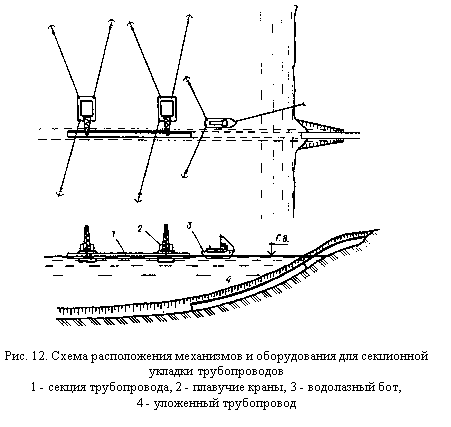 1
2
3
Г.В.
4
Рис. 12. Схема расположения механизмов и оборудования для секционной
укладки трубопроводов
1 - секция трубопровода, 2 - плавучие краны, 3 - водолазный бот,
4 - уложенный трубопровод